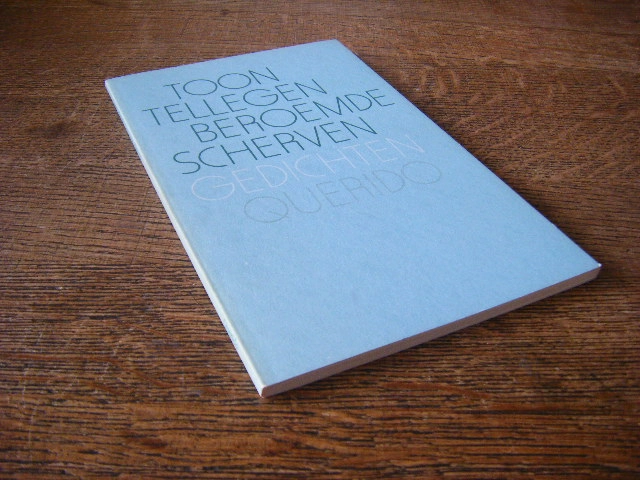 TOON
TELLEGEN
BEROEMDE
SCHERVEN
GEDICHTEN
QUERIDO